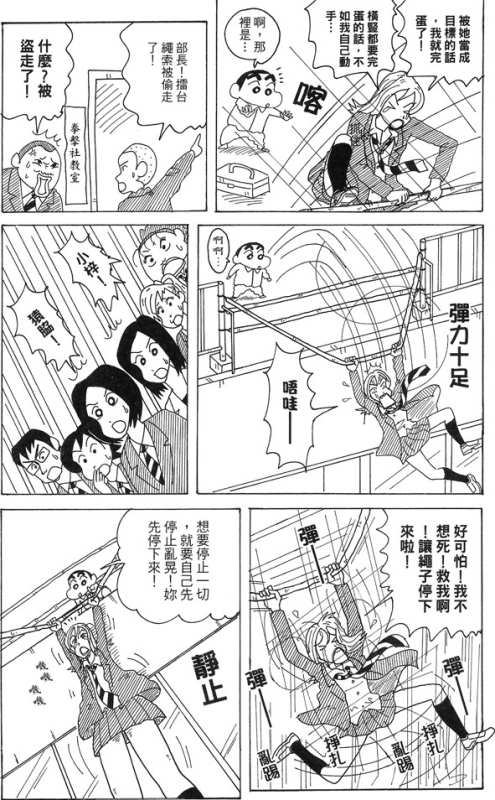 被她當成
目標的話
，我就完
蛋了！
橫豎都要完
蛋的話，不
如我自己動
手！…
啊，那
裡是…
喀
部長！擂台
繩索被偷走
了！
拳擊社教室
什麼？被
盜走了！
彈力十足
啊啊…
唔哇——
小梓！
猿脇！
好可怕！我不
想死！救我啊
！讓繩子停下
來啦！
彈——
彈——
彈——
掙扎
亂踢
掙扎
亂踢
想要停止一切
，就要自己先
停止亂晃！妳
先停下來！
靜止